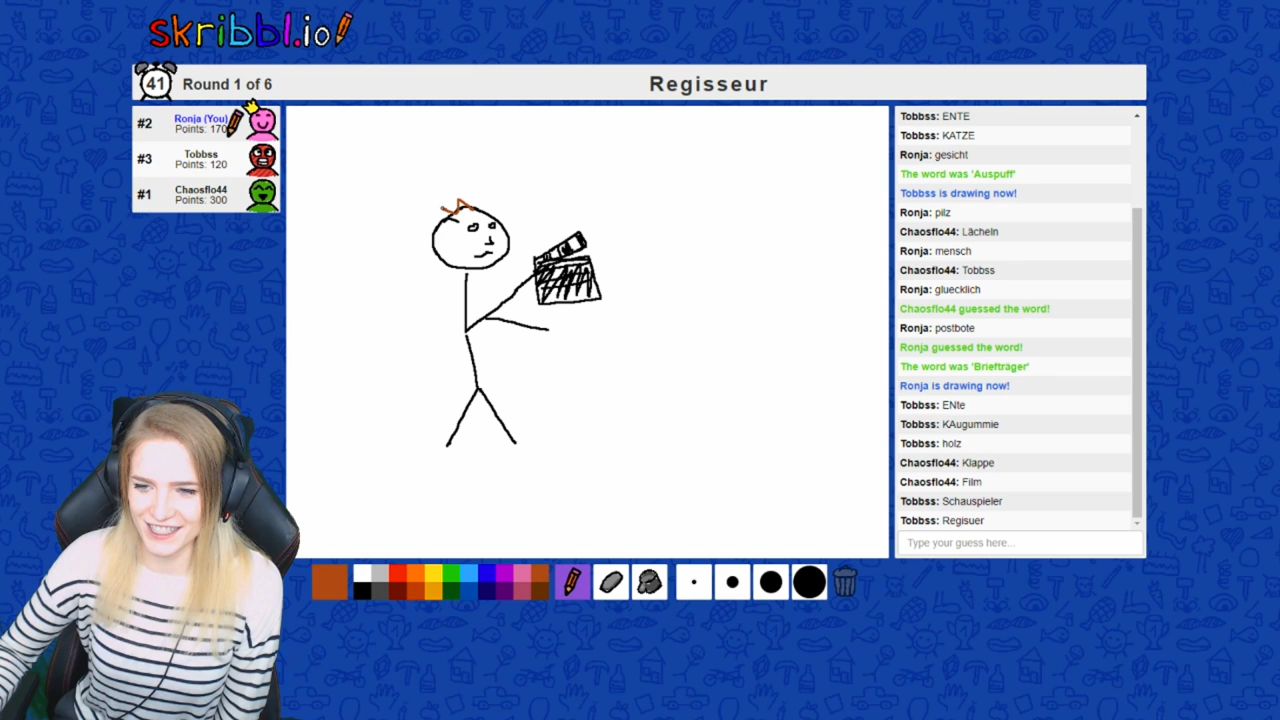 skribbl.io
41
Round 1 of 6
Regisseur
#2
Ronja (You)
Points: 170
#3
Tobbss
Points: 120
#1
Chaosflo44
Points: 300
Tobbss: ENTE
Tobbss: KATZE
Ronja: gesicht
The word was 'Auspuff'
Tobbss is drawing now!
Ronja: pilz
Chaosflo44: Lächeln
Ronja: mensch
Chaosflo44: Tobbss
Ronja: gluecklich
Chaosflo44 guessed the word!
Ronja: postbote
Ronja guessed the word!
The word was 'Briefträger'
Ronja is drawing now!
Tobbss: ENte
Tobbss: KAugummie
Tobbss: holz
Chaosflo44: Klappe
Chaosflo44: Film
Tobbss: Schauspieler
Tobbss: Regisuer
Type your guess here...